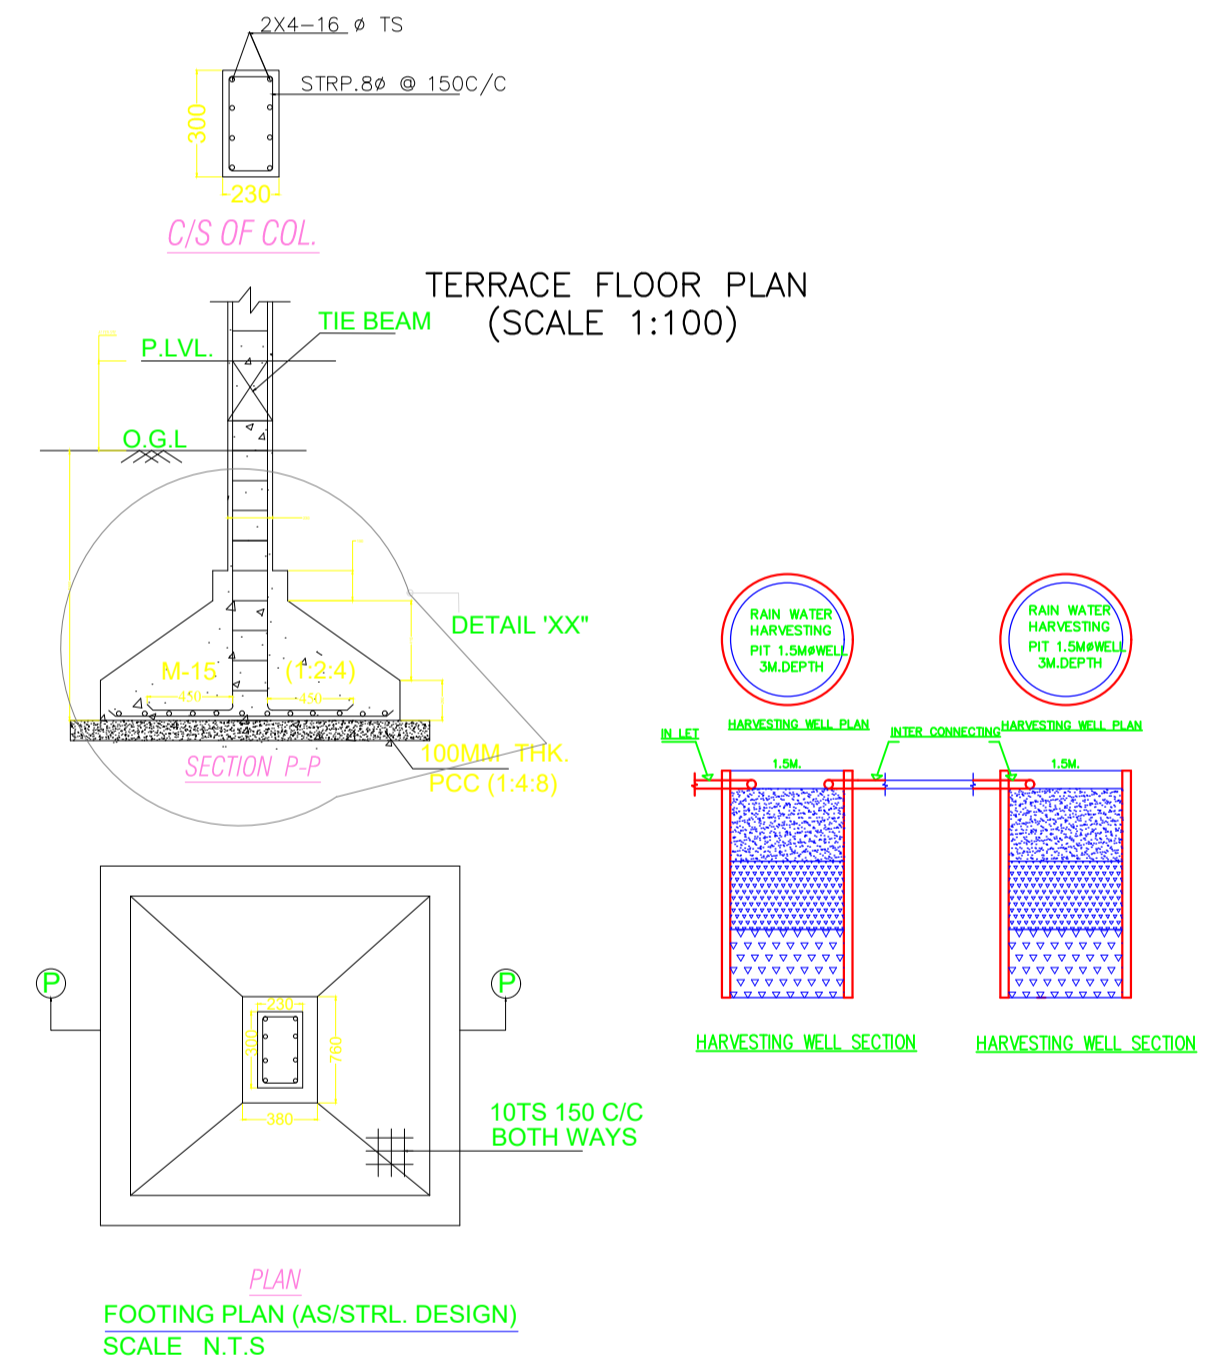 2X4-16 ø TS
STRP.8ø @ 150C/C
300
230
C/S OF COL.
TERRACE FLOOR PLAN
(SCALE 1:100)
TIE BEAM
P.LVL.
O.G.L
DETAIL 'XX"
M-15 (1:2:4)
450 450
SECTION P-P
100MM THK.
PCC (1:4:8)
P
P
230
300
780
380
10TS 150 C/C
BOTH WAYS
PLAN
FOOTING PLAN (AS/STRL. DESIGN)
SCALE N.T.S
RAIN WATER
HARVESTING
PIT 1.5MøWELL
3M.DEPTH
HARVESTING WELL PLAN
RAIN WATER
HARVESTING
PIT 1.5MøWELL
3M.DEPTH
HARVESTING WELL PLAN
IN LET
INTER CONNECTING
1.5M.
1.5M.
HARVESTING WELL SECTION
HARVESTING WELL SECTION